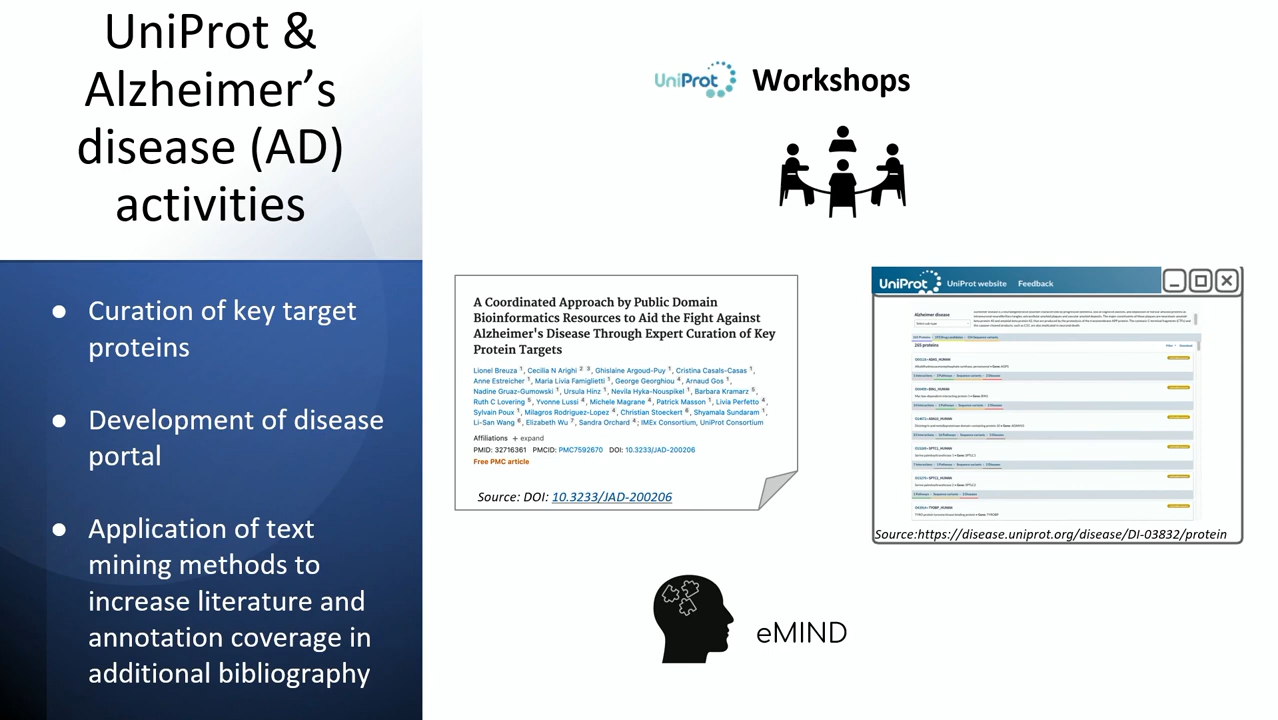 UniProt &
Alzheimer's
disease (AD)
activities
● Curation of key target
proteins
● Development of disease
portal
● Application of text
mining methods to
increase literature and
annotation coverage in
additional bibliography
UniProt Workshops
A Coordinated Approach by Public Domain
Bioinformatics Resources to Aid the Fight Against
Alzheimer's Disease Through Expert Curation of Key
Protein Targets
Lionel Breuza 1, Cecilia N Arighi 2 3, Ghislaine Argoud-Puy 1, Cristina Casals-Casas 1,
Anne Estreicher 1, Maria Livia Famiglietti 1, George Georghiou 4, Arnaud Gos 1,
Nadine Gruaz-Gumowski 1, Ursula Hinz 1, Nevila Hyka-Nouspikel 1, Barbara Kramarz 5,
Ruth C Lovering 5, Yvonne Lussi 4, Michele Magrane 4, Patrick Masson 1, Livia Perfetto 4,
Sylvain Poux 1, Milagros Rodriguez-Lopez 4, Christian Stoeckert 6, Shyamala Sundaram 1,
Li-San Wang 6, Elizabeth Wu 7, Sandra Orchard 4; IMEx Consortium, UniProt Consortium
Affiliations + expand
PMID: 32716361 PMCID: PMC7592670 DOI: 10.3233/JAD-200206
Free PMC article
Source: DOI: 10.3233/JAD-200206
UniProt UniProt website Feedback
Alzheimer disease
265 proteins
Source:https://disease.uniprot.org/disease/DI-03832/protein
eMIND